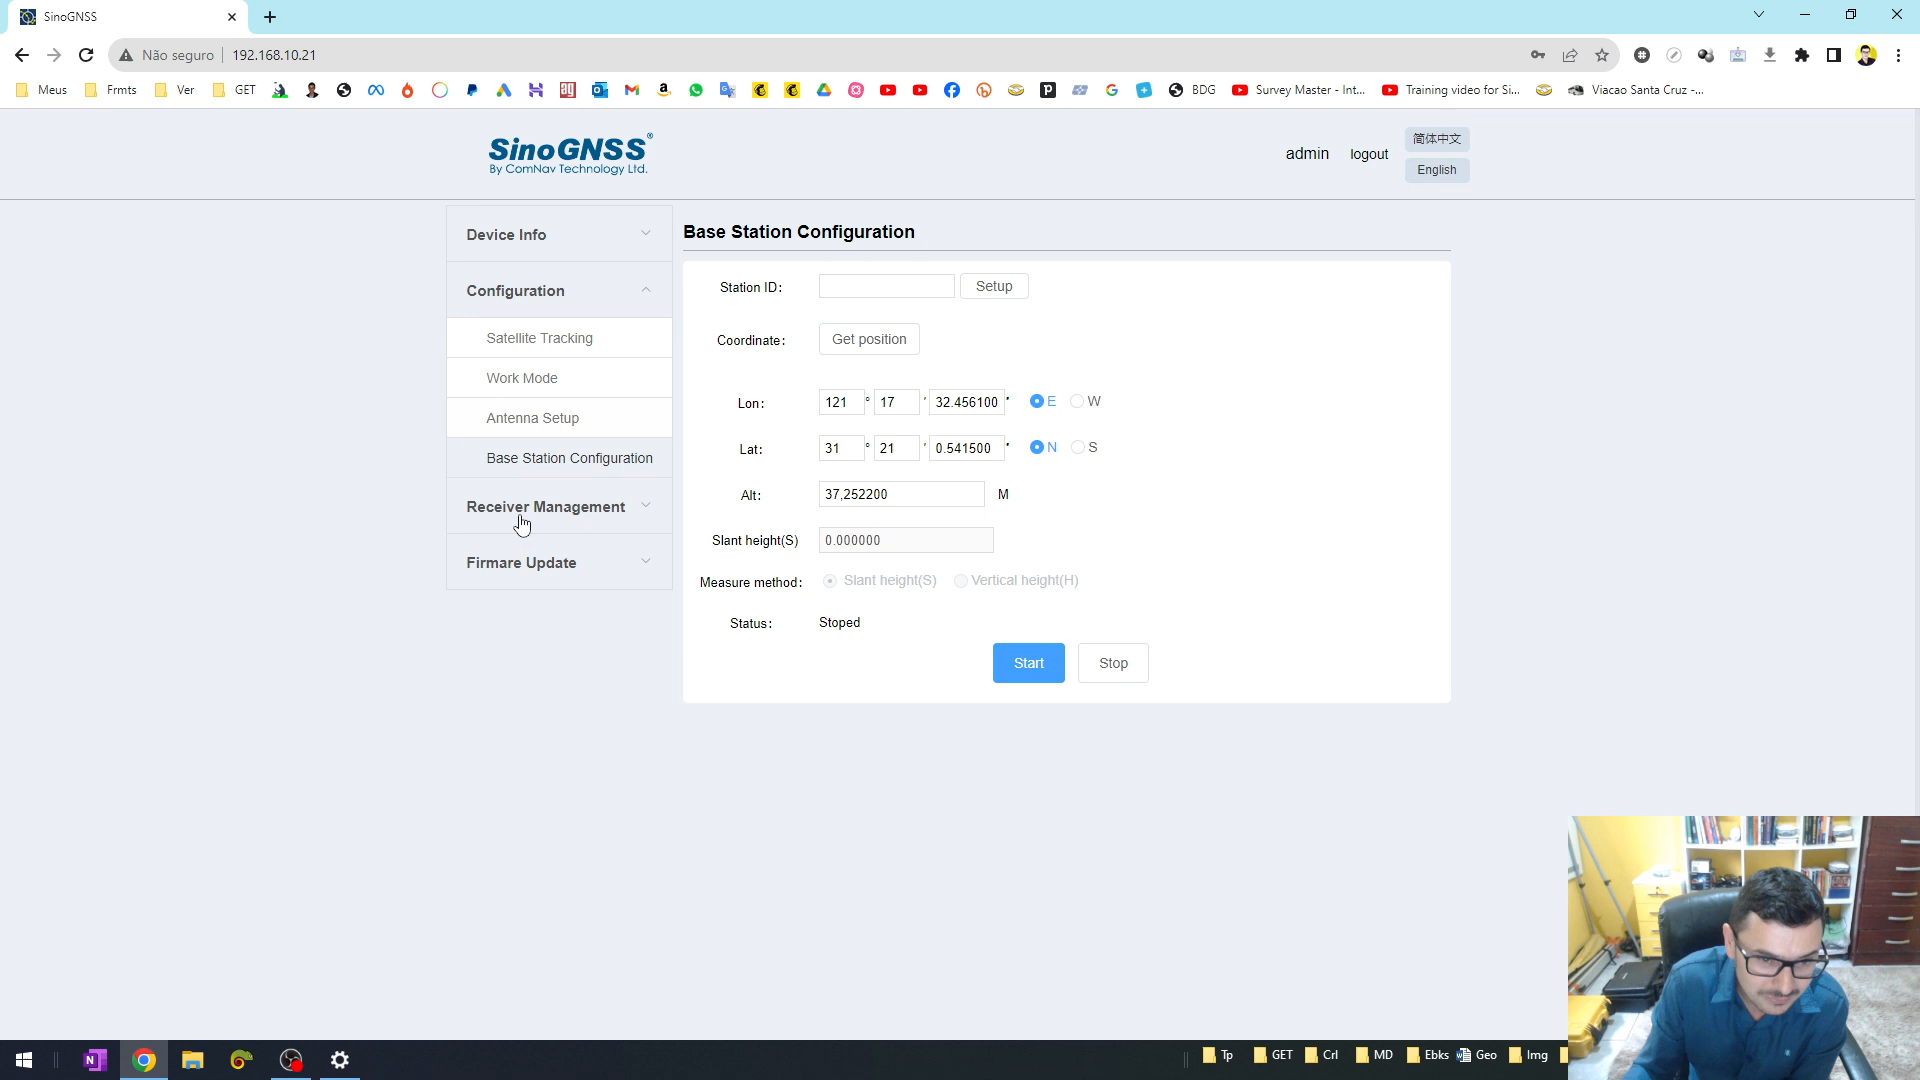 SinoGNSS
Não seguro
192.168.10.21
Meus
Frmts
Ver
GET
BDG
Survey Master - Int...
Training video for Si...
Viacao Santa Cruz -...
SinoGNSS
By ComNav Technology Ltd.
admin
logout
简体中文
English
Device Info
Configuration
Satellite Tracking
Work Mode
Antenna Setup
Base Station Configuration
Receiver Management
Firmare Update
Base Station Configuration
Station ID:
Setup
Coordinate:
Get position
Lon: 121 ° 17 ′ 32.456100 ″ E W
Lat: 31 ° 21 ′ 0.541500 ″ N S
Alt: 37,252200 M
Slant height(S) 0.000000
Measure method: Slant height(S) Vertical height(H)
Status: Stoped
Start
Stop
Tp
GET
Crl
MD
Ebks
Geo
Img